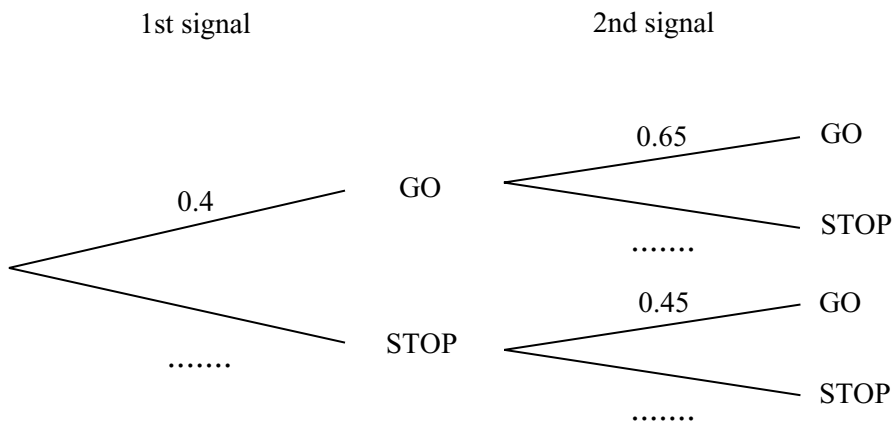 1st signal 2nd signal
0.65 GO
0.4 GO
STOP
.......
0.45 GO
STOP
.......
STOP
.......